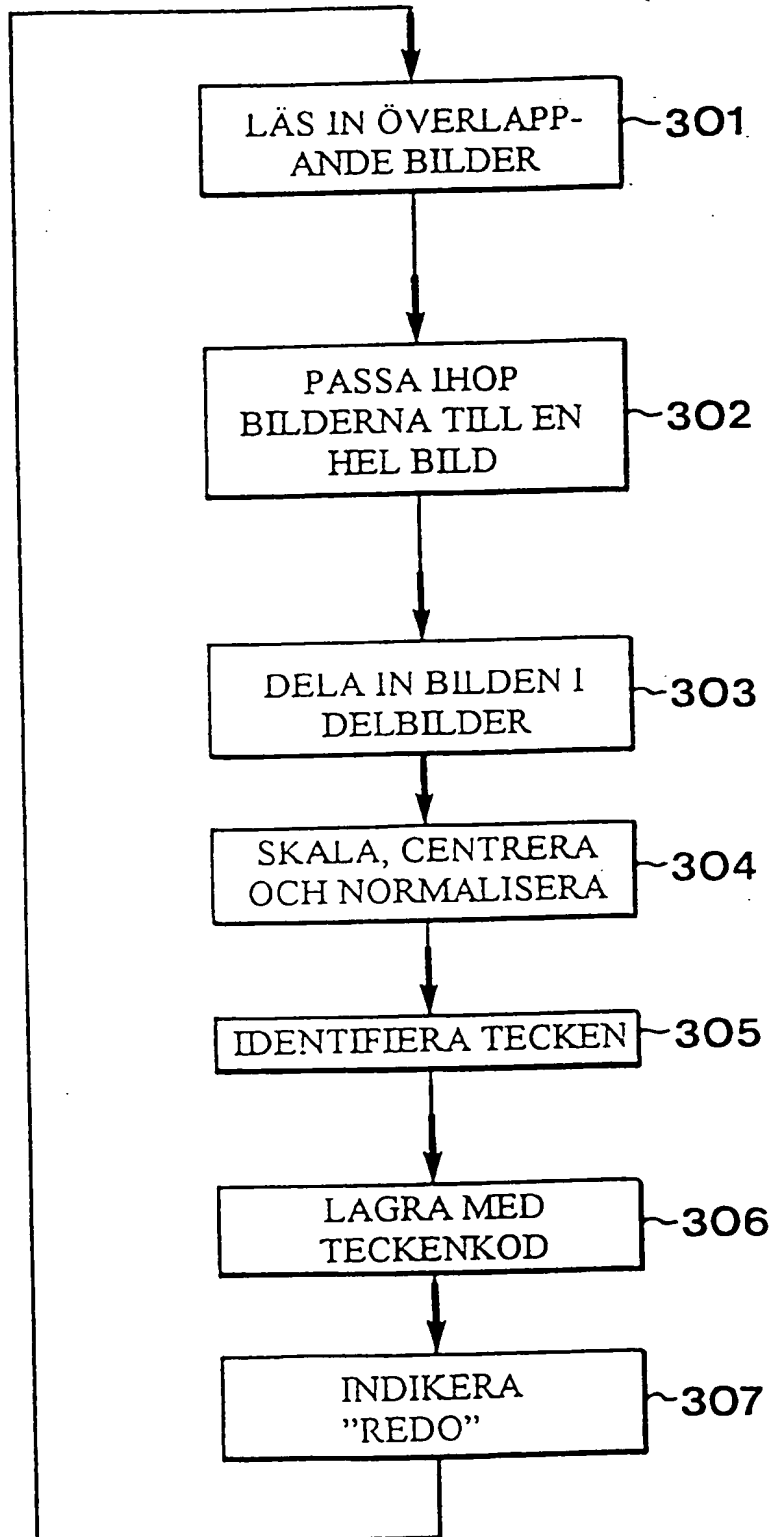 LÄS IN ÖVERLAPP-
ANDE BILDER
301
PASSA IHOP
BILDERNA TILL EN
HEL BILD
302
DELA IN BILDEN I
DELBILDER
303
SKALA, CENTRERA
OCH NORMALISERA
304
IDENTIFIERA TECKEN
305
LAGRA MED
TECKENKOD
306
INDIKERA
"REDO"
307